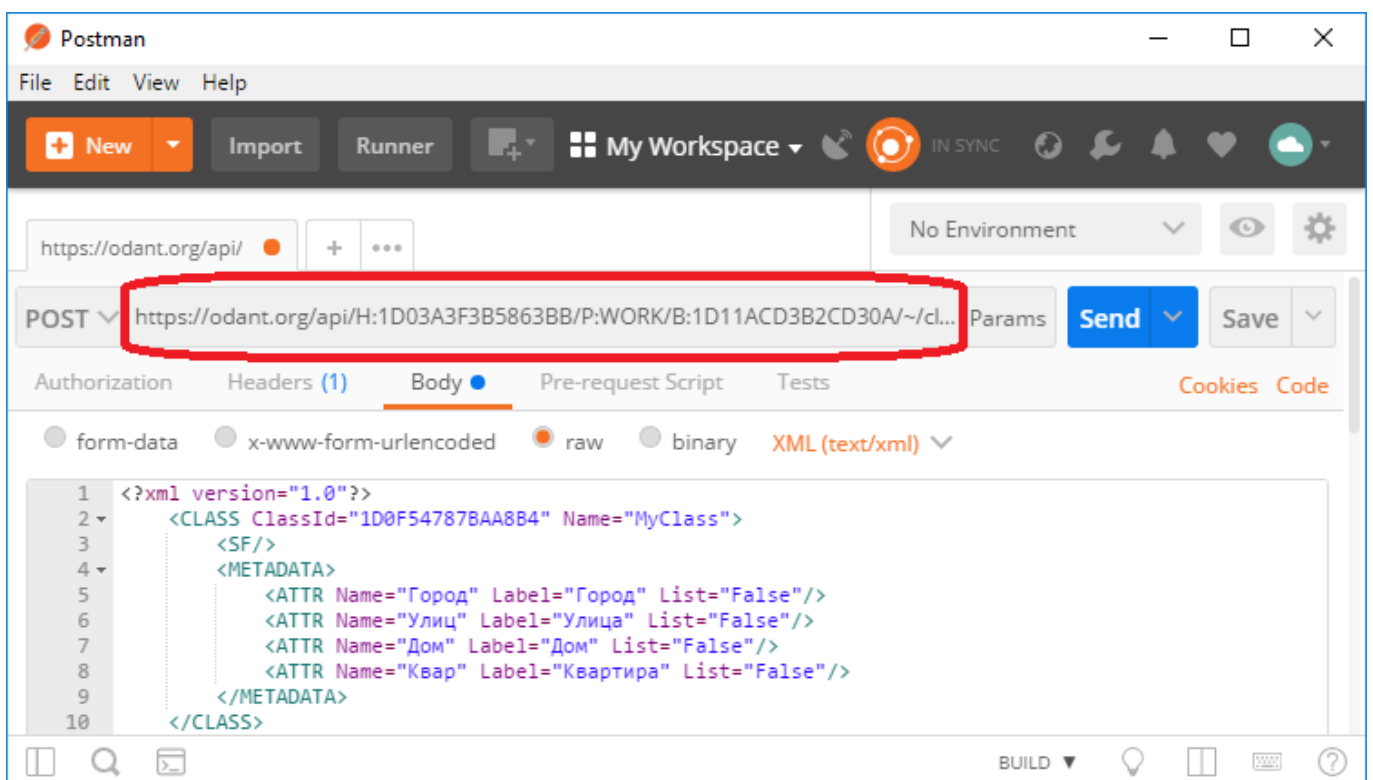 Postman
File Edit View Help
New Import Runner My Workspace IN SYNC
https://odant.org/api/ + ••• No Environment
POST https://odant.org/api/H:1D03A3F3B5863BB/P:WORK/B:1D11ACD3B2CD30A/~/cl... Params Send Save
Authorization Headers (1) Body Pre-request Script Tests Cookies Code
form-data x-www-form-urlencoded raw binary XML (text/xml)
1 <?xml version="1.0"?>
2 <CLASS ClassId="1D0F54787BAA8B4" Name="MyClass">
3 <SF/>
4 <METADATA>
5 <ATTR Name="Город" Label="Город" List="False"/>
6 <ATTR Name="Улиц" Label="Улица" List="False"/>
7 <ATTR Name="Дом" Label="Дом" List="False"/>
8 <ATTR Name="Квар" Label="Квартира" List="False"/>
9 </METADATA>
10 </CLASS>
BUILD